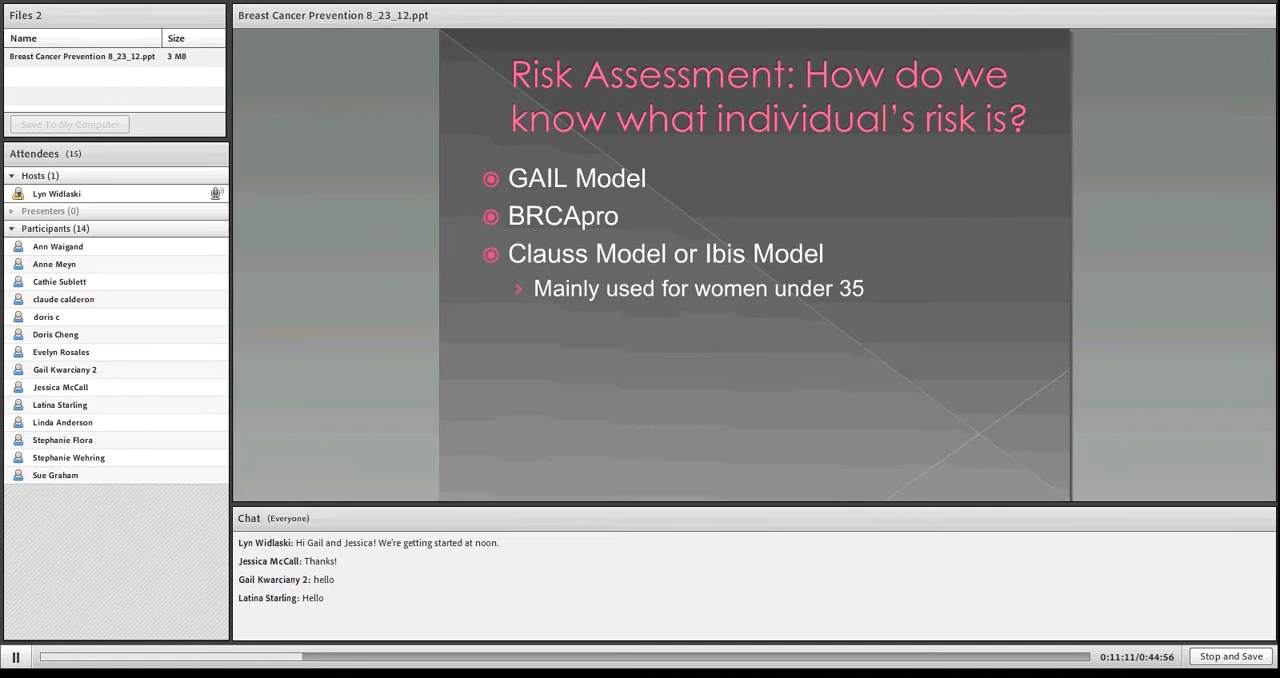 Files 2
Name Size
Breast Cancer Prevention 8_23_12.ppt 3 MB
Save To My Computer
Attendees (15)
Hosts (1)
Lyn Widlaski
Presenters (0)
Participants (14)
Ann Waigand
Anne Meyn
Cathie Sublett
claude calderon
doris c
Doris Cheng
Evelyn Rosales
Gail Kwarciany 2
Jessica McCall
Latina Starling
Linda Anderson
Stephanie Flora
Stephanie Wehring
Sue Graham
Breast Cancer Prevention 8_23_12.ppt
Risk Assessment: How do we
know what individual's risk is?
GAIL Model
BRCApro
Clauss Model or Ibis Model
Mainly used for women under 35
Chat (Everyone)
Lyn Widlaski: Hi Gail and Jessica! We're getting started at noon.
Jessica McCall: Thanks!
Gail Kwarciany 2: hello
Latina Starling: Hello
0:11:11/0:44:56 Stop and Save